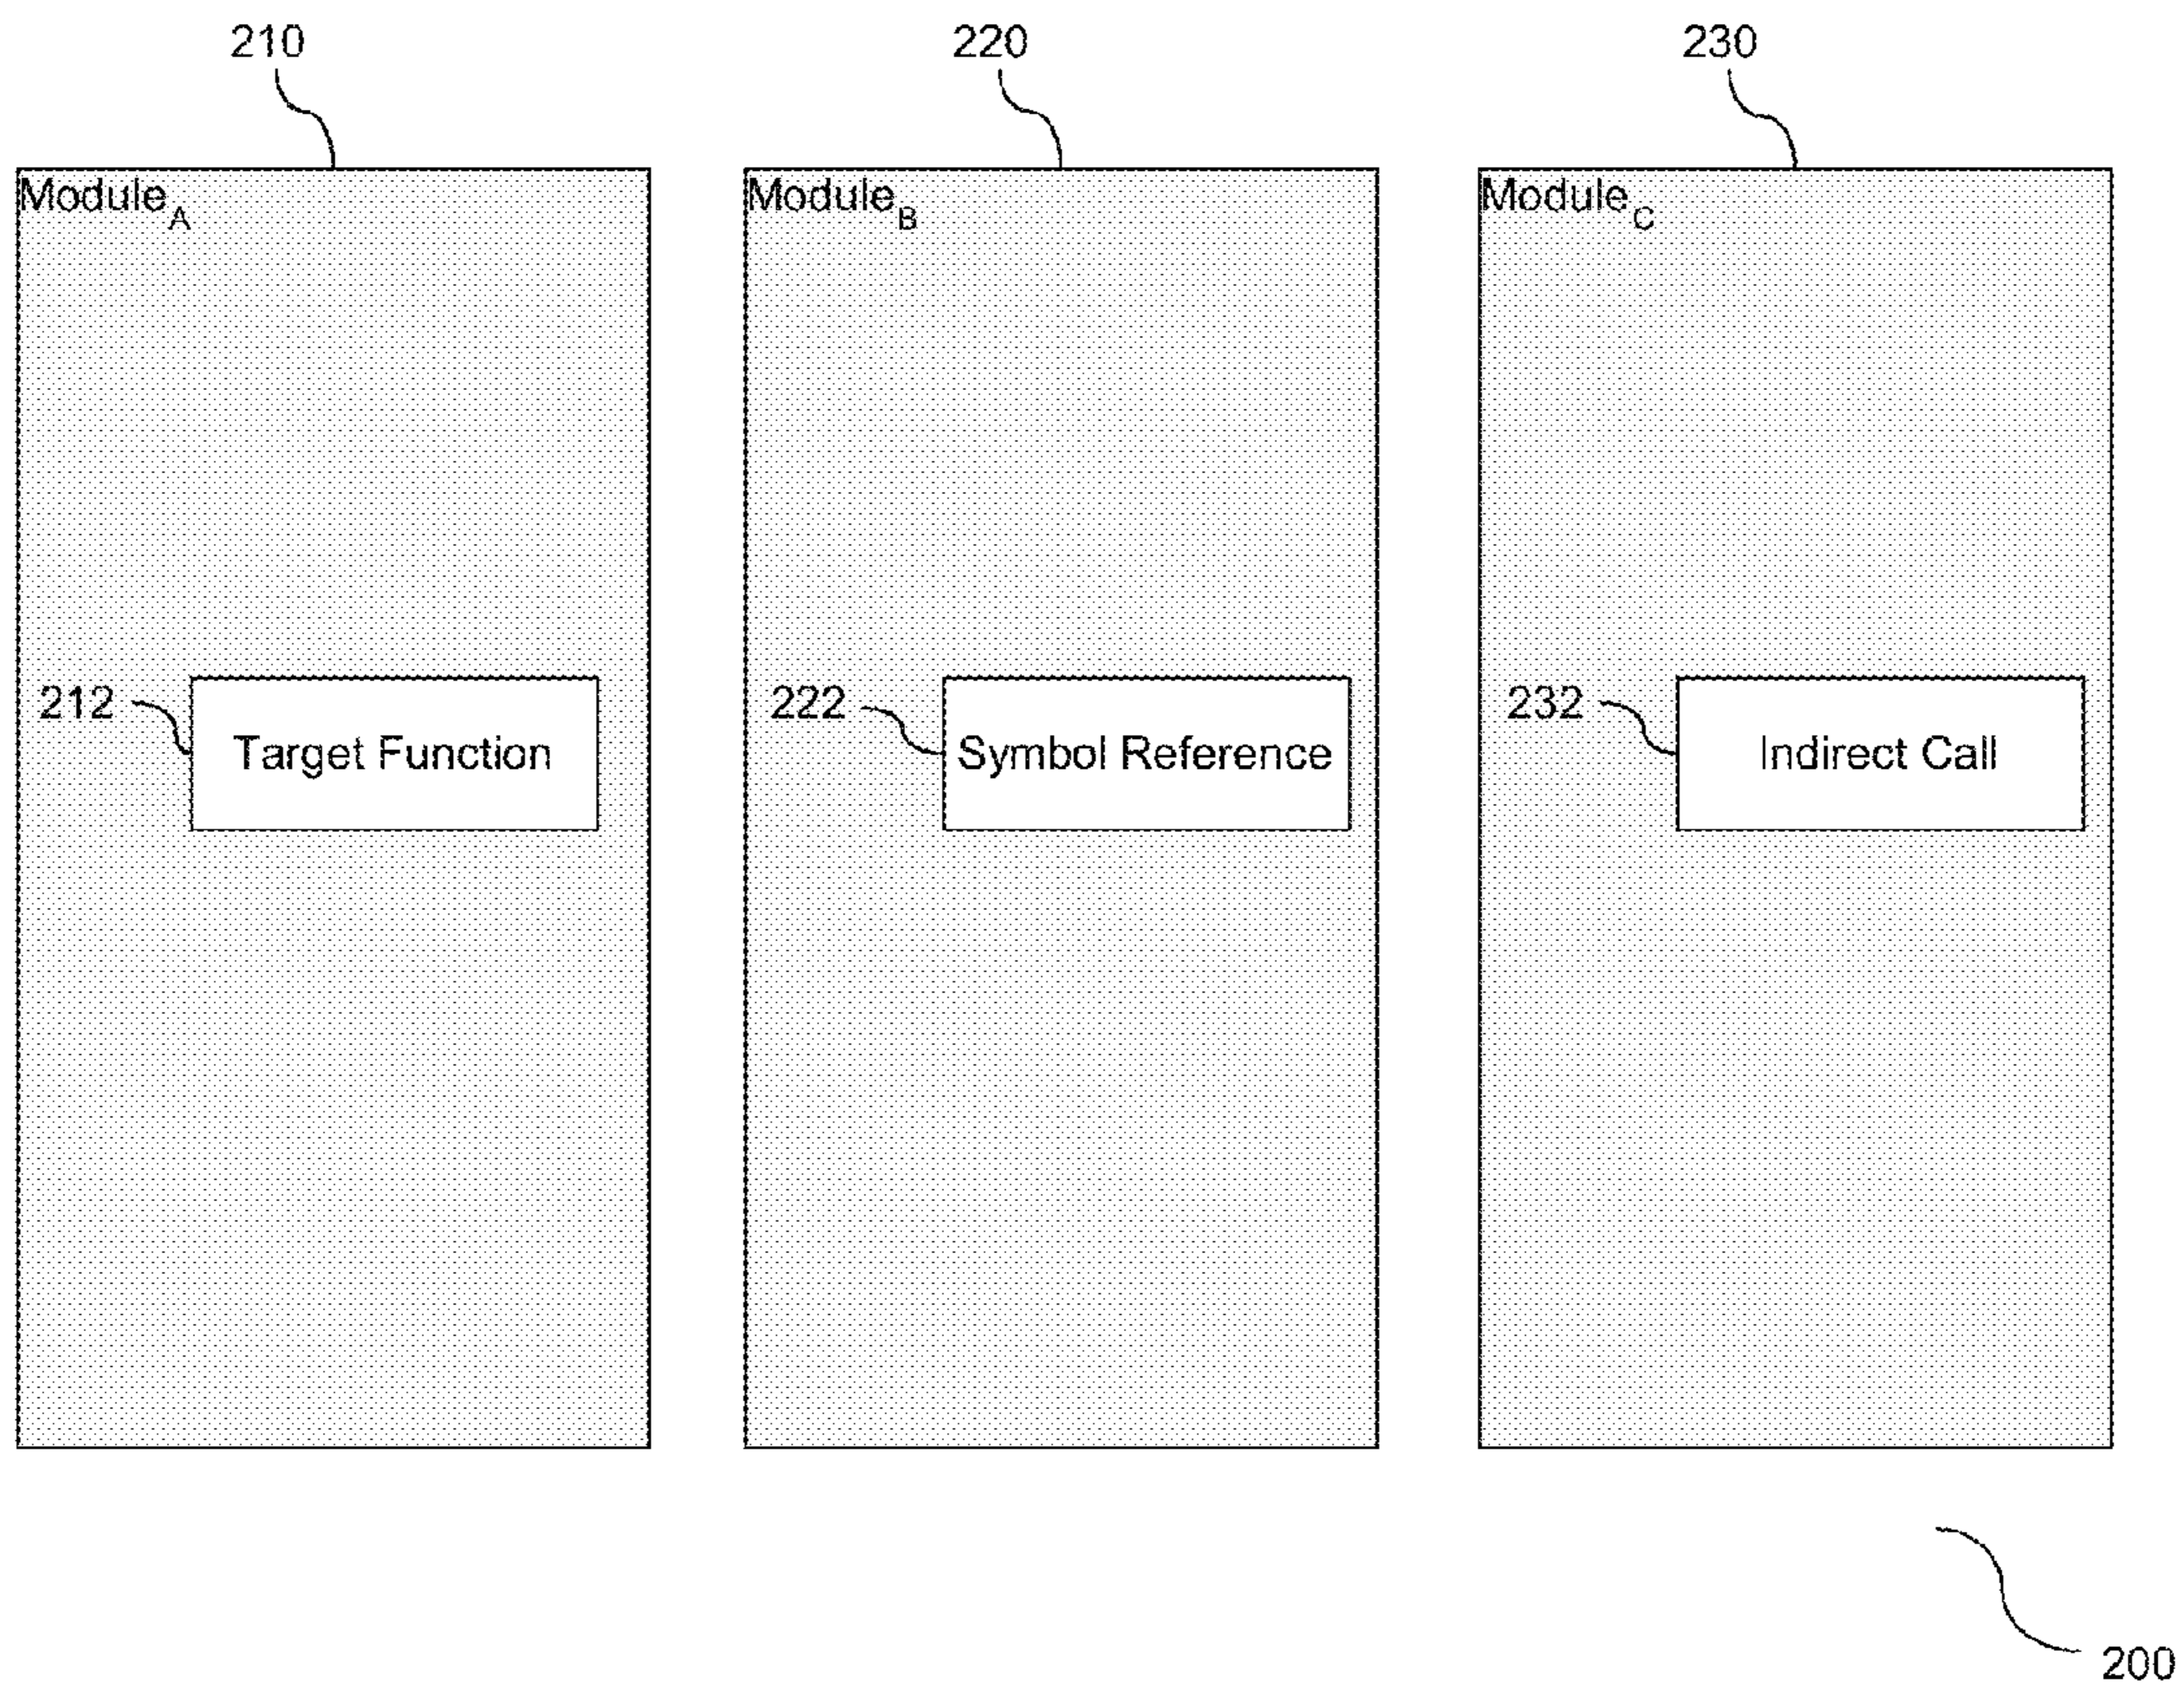 210
220
230
ModuleA
ModuleB
ModuleC
212
Target Function
222
Symbol Reference
232
Indirect Call
200